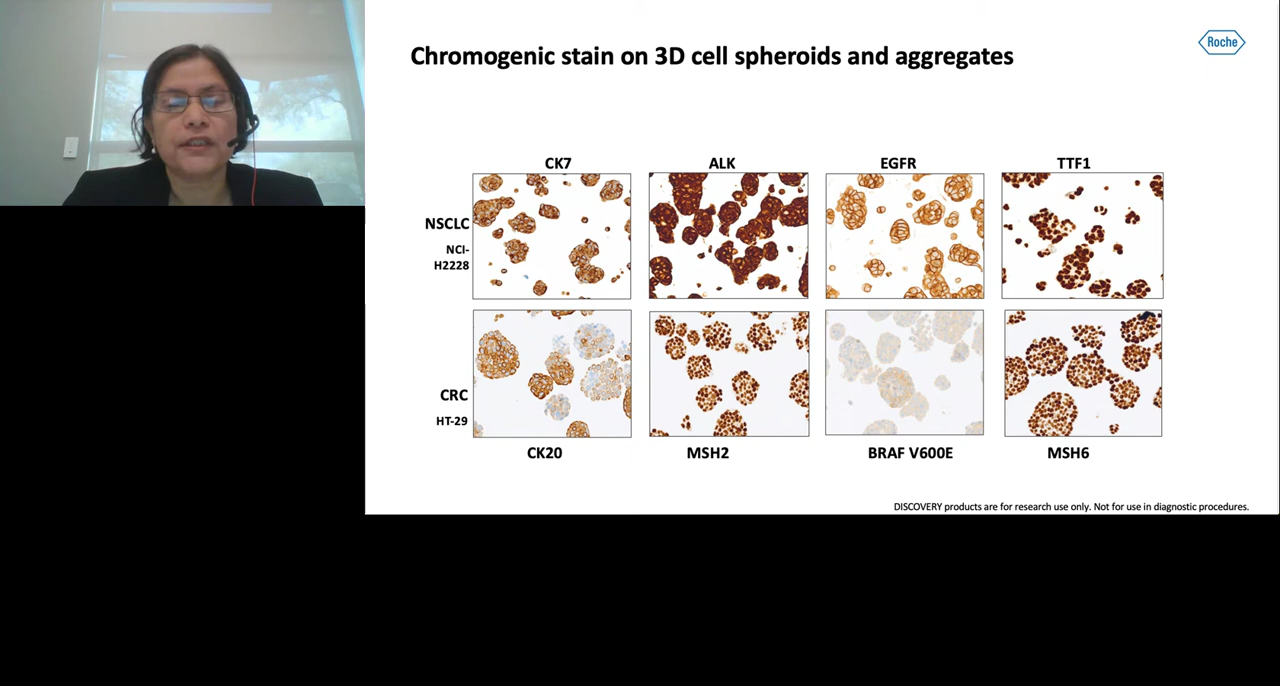 Chromogenic stain on 3D cell spheroids and aggregates
Roche
CK7 ALK EGFR TTF1
NSCLC
NCI-
H2228
CRC
HT-29
CK20 MSH2 BRAF V600E MSH6
DISCOVERY products are for research use only. Not for use in diagnostic procedures.